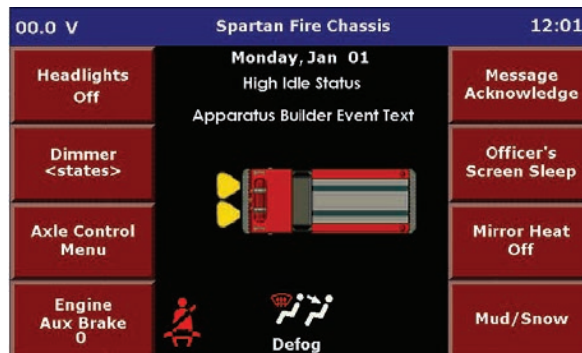 00.0 V
Spartan Fire Chassis
12:01
Headlights
Off
Monday, Jan 01
High Idle Status
Apparatus Builder Event Text
Message
Acknowledge
Dimmer
<states>
Officer's
Screen Sleep
Axle Control
Menu
Mirror Heat
Off
Engine
Aux Brake
0
Defog
Mud/Snow